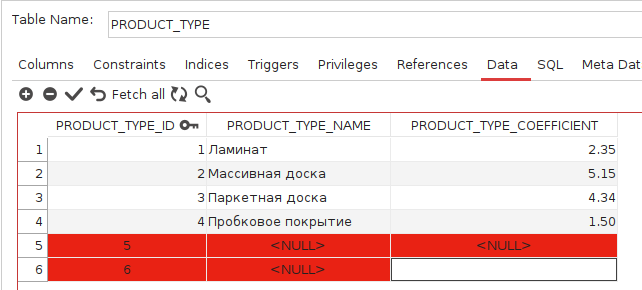 Table Name: PRODUCT_TYPE
Columns Constraints Indices Triggers Privileges References Data SQL Meta Dat
Fetch all
PRODUCT_TYPE_ID PRODUCT_TYPE_NAME PRODUCT_TYPE_COEFFICIENT
1 1 Ламинат 2.35
2 2 Массивная доска 5.15
3 3 Паркетная доска 4.34
4 4 Пробковое покрытие 1.50
5 5 <NULL> <NULL>
6 6 <NULL>